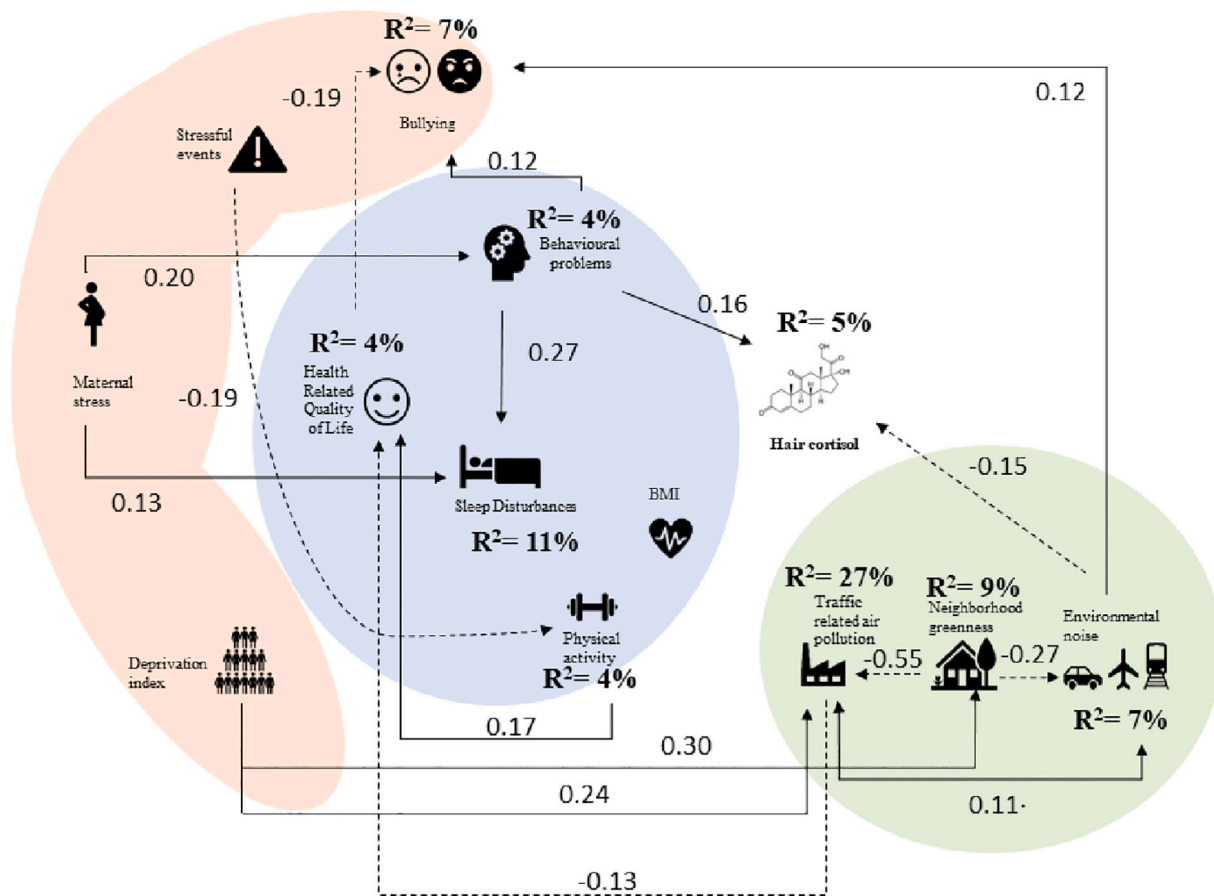 R²= 7%
-0.19
0.12
Stressful
events
Bullying
0.12
R²= 4%
Behavioural
problems
0.20
0.16
R²= 5%
OH
O
O
OH
H
H
H
O
R²= 4%
0.27
Health
Related
Quality
of Life
Maternal
stress
-0.19
Hair cortisol
-0.15
0.13
BMI
Sleep Disturbances
R²= 11%
R²= 27%
R²= 9%
Traffic
related air
pollution
Neighborhood
greenness
Environmental
noise
Physical
activity
Deprivation
index
-0.55
-0.27
R²= 4%
R²= 7%
0.17
0.30
0.24
0.11·
-0.13